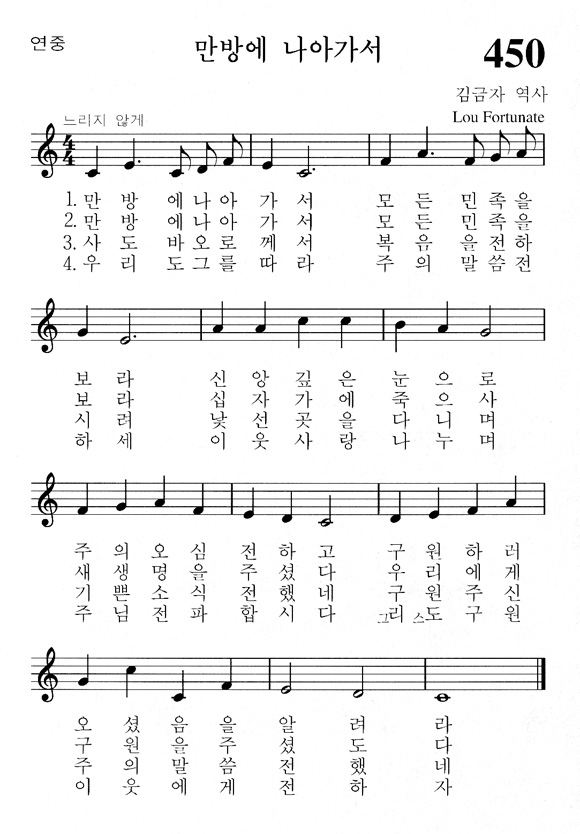 연중
만방에 나아가서
450
김금자 역사
느리지 않게
Lou Fortunate
1. 만 방 에 나 아 가 서 모 든 민 족 을
2. 만 방 에 나 아 가 서 모 든 민 족 을
3. 사 도 바 오 로 께 서 복 음 을 전 하
4. 우 리 도 그 를 따 라 주 의 말 씀 전
보 라 신 앙 깊 은 눈 으 로
보 라 십 자 가 에 죽 으 사
시 려 낯 선 곳 을 다 니 며
하 세 이 웃 사 랑 나 누 며
주 의 오 심 전 하 고 구 원 하 러
새 생 명 을 주 셨 다 우 리 에 게
기 쁜 소 식 전 했 네 구 원 주 신
주 님 전 파 합 시 다 그리 스도 구 원
오 셨 음 을 알 려 라
구 원 을 주 셨 도 다
주 의 말 씀 전 했 네
이 웃 에 게 전 하 자